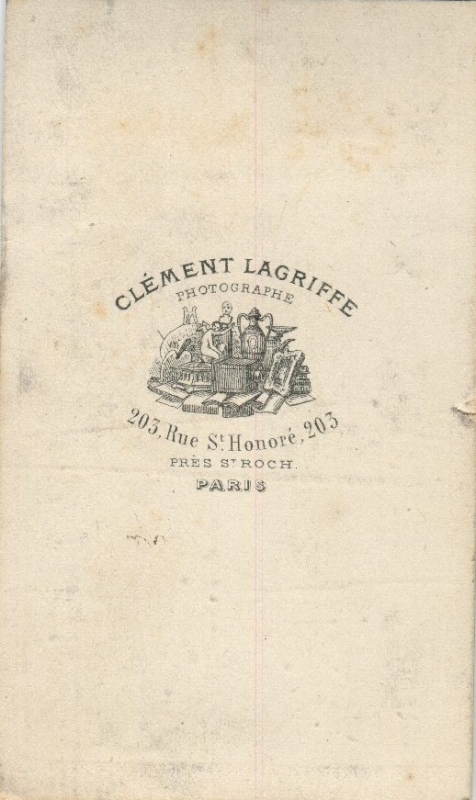 CLÉMENT LAGRIFFE
PHOTOGRAPHE
203, Rue St. Honoré, 203
PRÈS ST ROCH.
PARIS